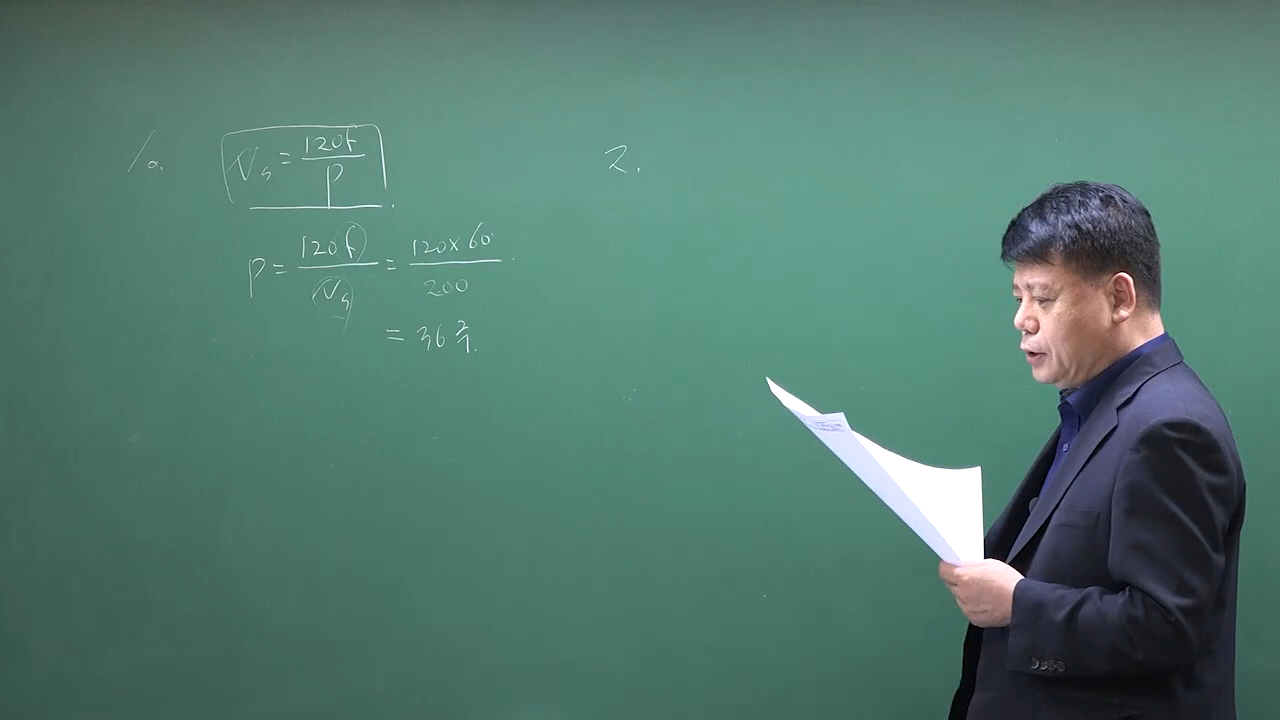 1.
Ns = 120f / P
P = 120f / Ns = 120×60 / 200
= 36극.
2.